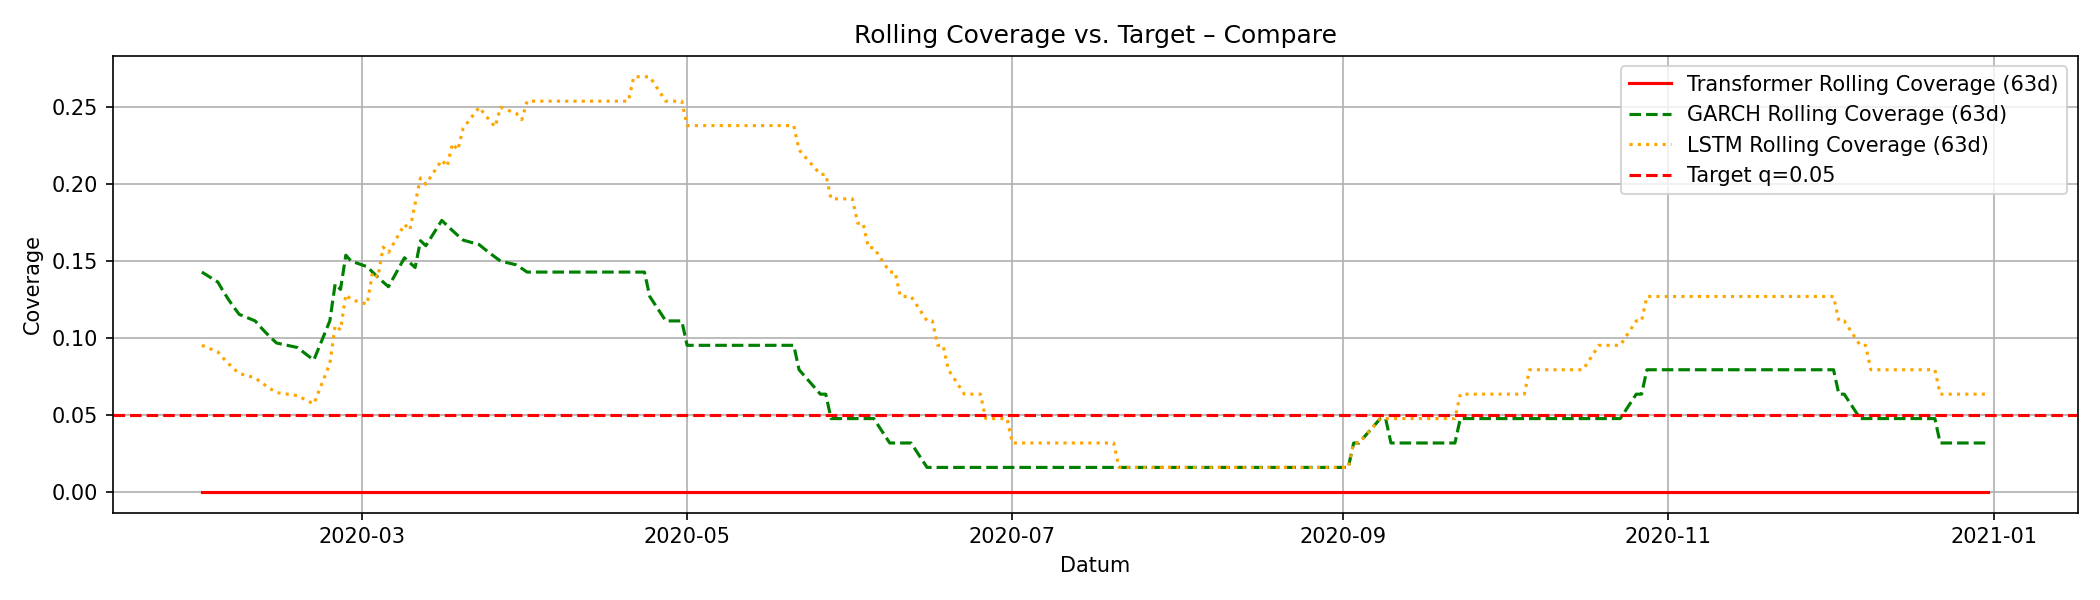 Rolling Coverage vs. Target – Compare
Transformer Rolling Coverage (63d)
GARCH Rolling Coverage (63d)
LSTM Rolling Coverage (63d)
Target q=0.05
Coverage
0.25
0.20
0.15
0.10
0.05
0.00
2020-03 2020-05 2020-07 2020-09 2020-11 2021-01
Datum